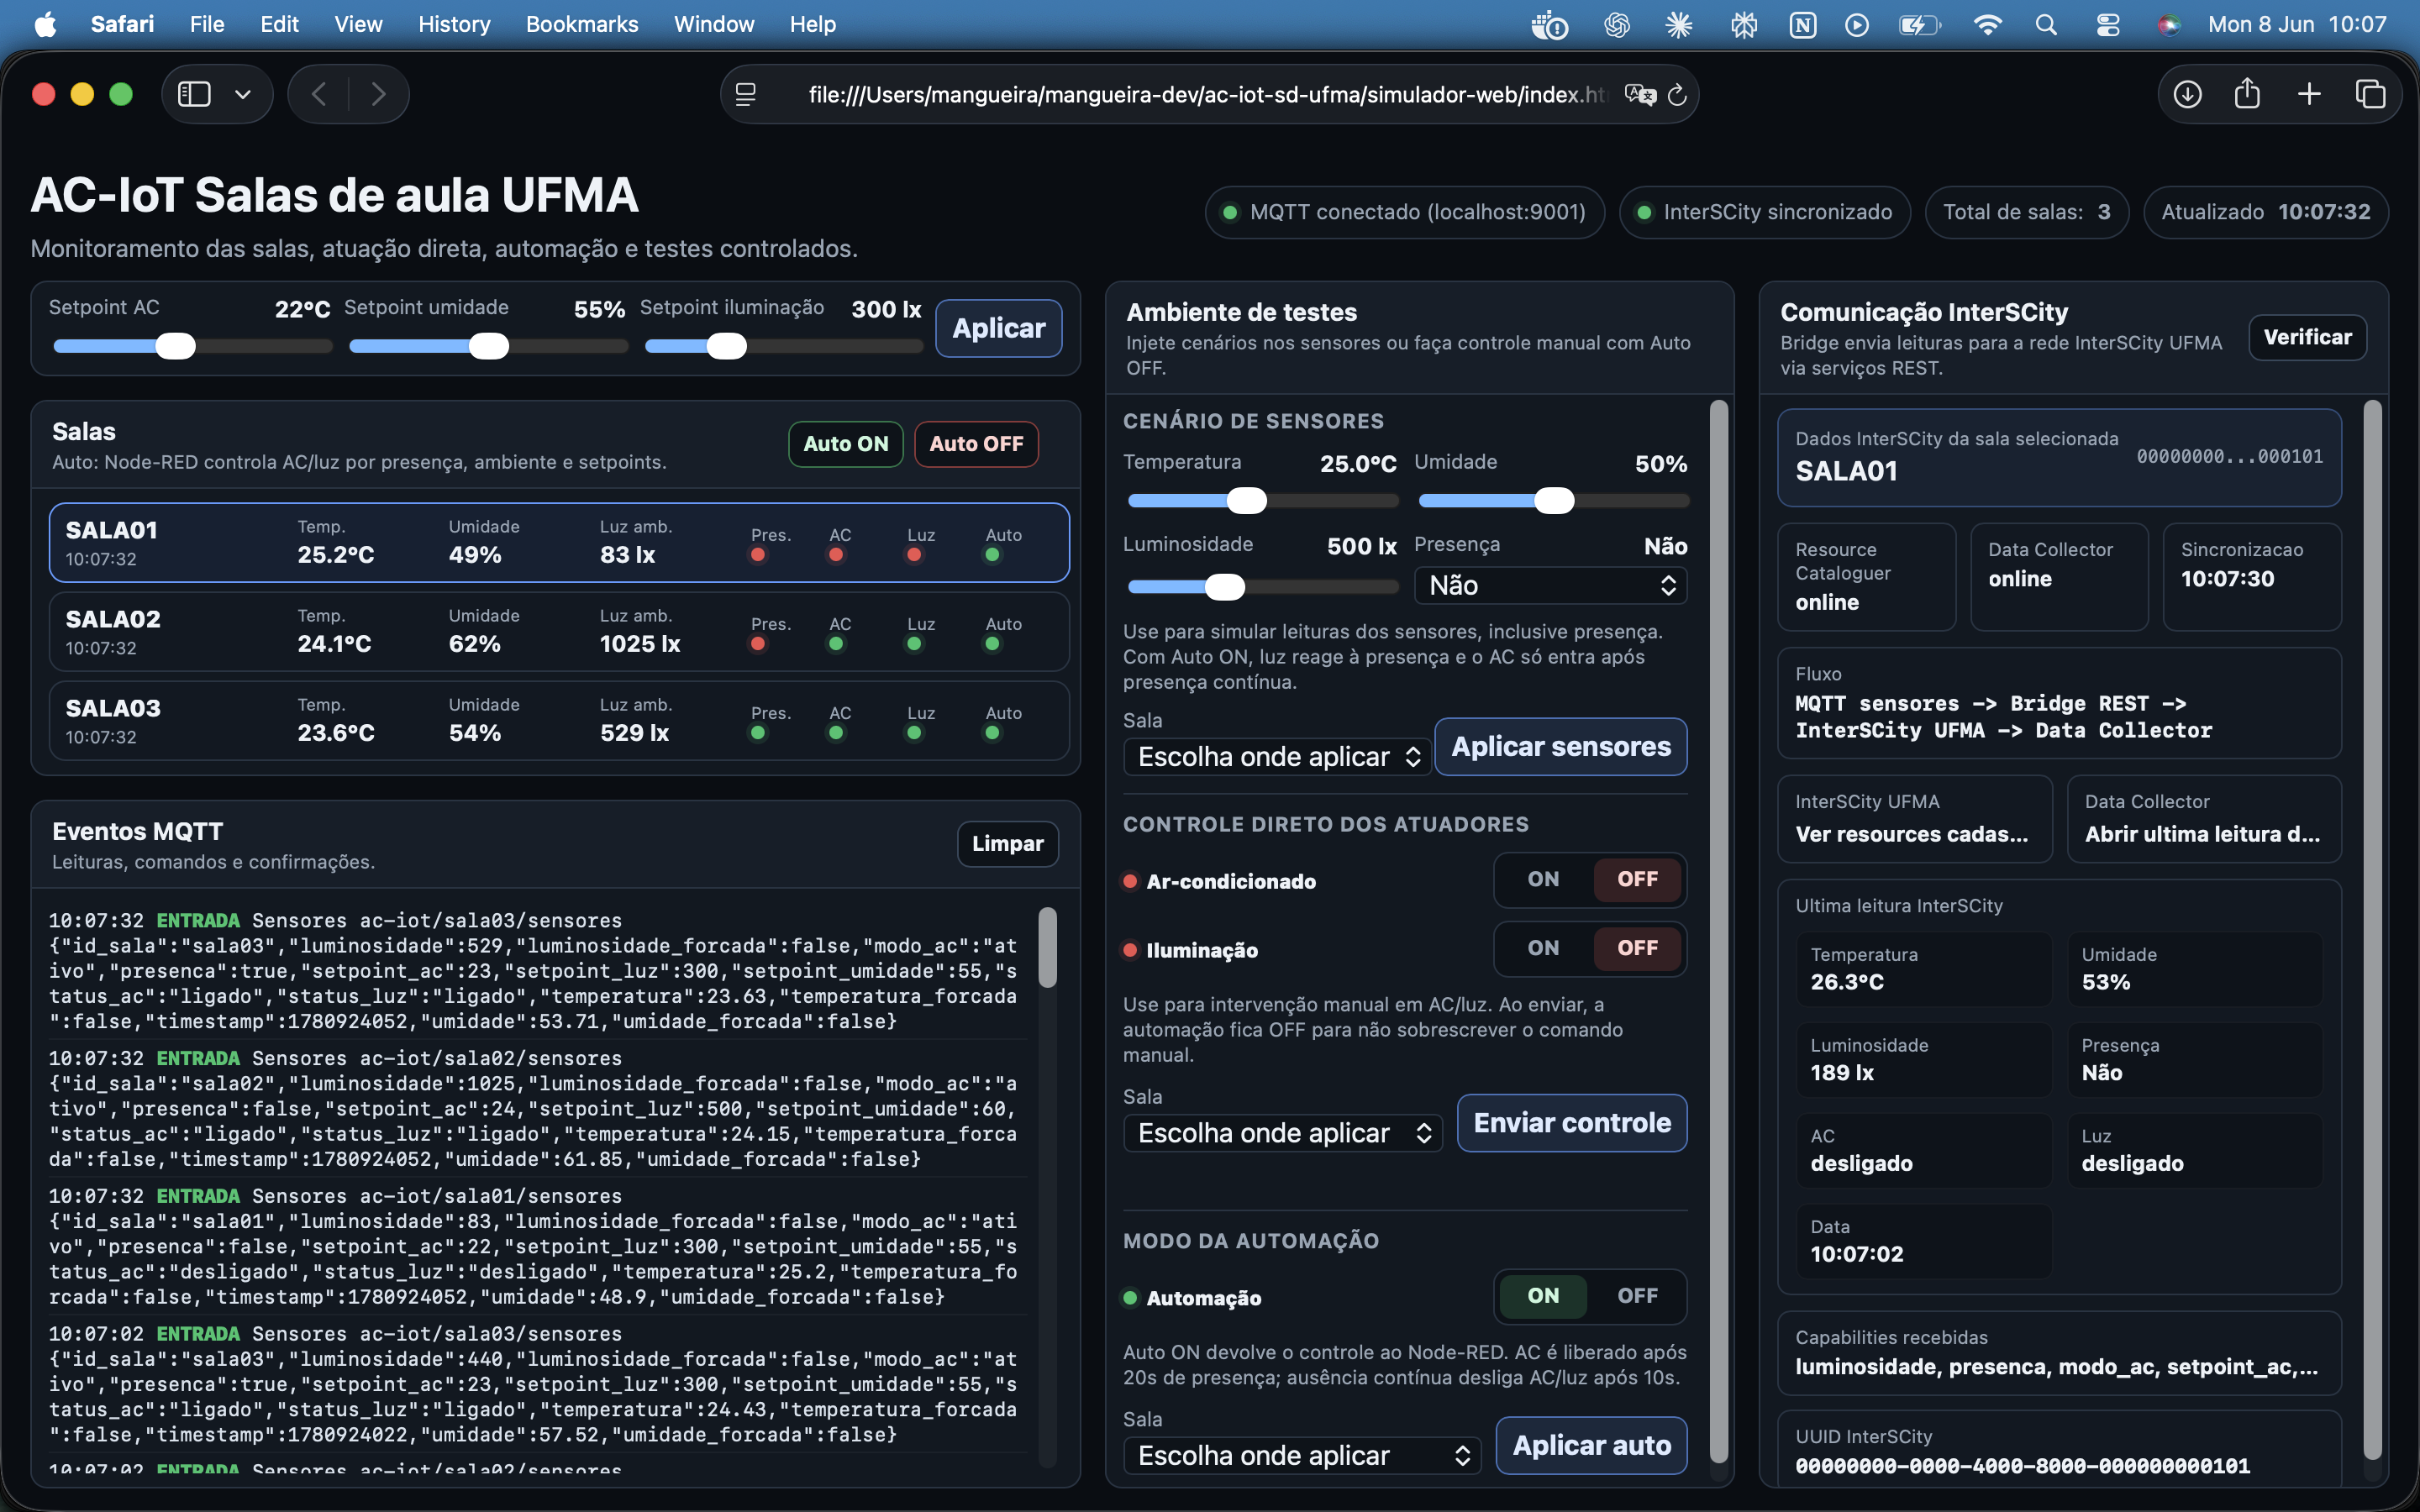 Safari File Edit View History Bookmarks Window Help Mon 8 Jun 10:07
file:///Users/mangueira/mangueira-dev/ac-iot-sd-ufma/simulador-web/index.ht
AC-IoT Salas de aula UFMA
Monitoramento das salas, atuação direta, automação e testes controlados.
MQTT conectado (localhost:9001)
InterSCity sincronizado
Total de salas: 3
Atualizado 10:07:32
Setpoint AC 22°C
Setpoint umidade 55%
Setpoint iluminação 300 lx
Aplicar
Salas
Auto: Node-RED controla AC/luz por presença, ambiente e setpoints.
Auto ON
Auto OFF
SALA01 Temp. Umidade Luz amb. Pres. AC Luz Auto
10:07:32 25.2°C 49% 83 lx
SALA02 Temp. Umidade Luz amb. Pres. AC Luz Auto
10:07:32 24.1°C 62% 1025 lx
SALA03 Temp. Umidade Luz amb. Pres. AC Luz Auto
10:07:32 23.6°C 54% 529 lx
Eventos MQTT
Leituras, comandos e confirmações.
Limpar
10:07:32 ENTRADA Sensores ac-iot/sala03/sensores
{"id_sala":"sala03","luminosidade":529,"luminosidade_forcada":false,"modo_ac":"at
ivo","presenca":true,"setpoint_ac":23,"setpoint_luz":300,"setpoint_umidade":55,"s
tatus_ac":"ligado","status_luz":"ligado","temperatura":23.63,"temperatura_forcada
":false,"timestamp":1780924052,"umidade":53.71,"umidade_forcada":false}
10:07:32 ENTRADA Sensores ac-iot/sala02/sensores
{"id_sala":"sala02","luminosidade":1025,"luminosidade_forcada":false,"modo_ac":"a
tivo","presenca":false,"setpoint_ac":24,"setpoint_luz":500,"setpoint_umidade":60,
"status_ac":"ligado","status_luz":"ligado","temperatura":24.15,"temperatura_forca
da":false,"timestamp":1780924052,"umidade":61.85,"umidade_forcada":false}
10:07:32 ENTRADA Sensores ac-iot/sala01/sensores
{"id_sala":"sala01","luminosidade":83,"luminosidade_forcada":false,"modo_ac":"ati
vo","presenca":false,"setpoint_ac":22,"setpoint_luz":300,"setpoint_umidade":55,"s
tatus_ac":"desligado","status_luz":"desligado","temperatura":25.2,"temperatura_fo
rcada":false,"timestamp":1780924052,"umidade":48.9,"umidade_forcada":false}
10:07:02 ENTRADA Sensores ac-iot/sala03/sensores
{"id_sala":"sala03","luminosidade":440,"luminosidade_forcada":false,"modo_ac":"at
ivo","presenca":true,"setpoint_ac":23,"setpoint_luz":300,"setpoint_umidade":55,"s
tatus_ac":"ligado","status_luz":"ligado","temperatura":24.43,"temperatura_forcada
":false,"timestamp":1780924022,"umidade":57.52,"umidade_forcada":false}
10:07:02 ENTRADA Sensores ac-iot/sala02/sensores
Ambiente de testes
Injete cenários nos sensores ou faça controle manual com Auto
OFF.
CENÁRIO DE SENSORES
Temperatura 25.0°C Umidade 50%
Luminosidade 500 lx Presença Não
Não
Use para simular leituras dos sensores, inclusive presença.
Com Auto ON, luz reage à presença e o AC só entra após
presença contínua.
Sala
Escolha onde aplicar
Aplicar sensores
CONTROLE DIRETO DOS ATUADORES
Ar-condicionado ON OFF
Iluminação ON OFF
Use para intervenção manual em AC/luz. Ao enviar, a
automação fica OFF para não sobrescrever o comando
manual.
Sala
Escolha onde aplicar
Enviar controle
MODO DA AUTOMAÇÃO
Automação ON OFF
Auto ON devolve o controle ao Node-RED. AC é liberado após
20s de presença; ausência contínua desliga AC/luz após 10s.
Sala
Escolha onde aplicar
Aplicar auto
Comunicação InterSCity
Bridge envia leituras para a rede InterSCity UFMA
via serviços REST.
Verificar
Dados InterSCity da sala selecionada
SALA01
00000000...000101
Resource
Cataloguer
online
Data Collector
online
Sincronizacao
10:07:30
Fluxo
MQTT sensores -> Bridge REST ->
InterSCity UFMA -> Data Collector
InterSCity UFMA
Ver resources cadas...
Data Collector
Abrir ultima leitura d...
Ultima leitura InterSCity
Temperatura
26.3°C
Umidade
53%
Luminosidade
189 lx
Presença
Não
AC
desligado
Luz
desligado
Data
10:07:02
Capabilities recebidas
luminosidade, presenca, modo_ac, setpoint_ac,...
UUID InterSCity
00000000-0000-4000-8000-000000000101